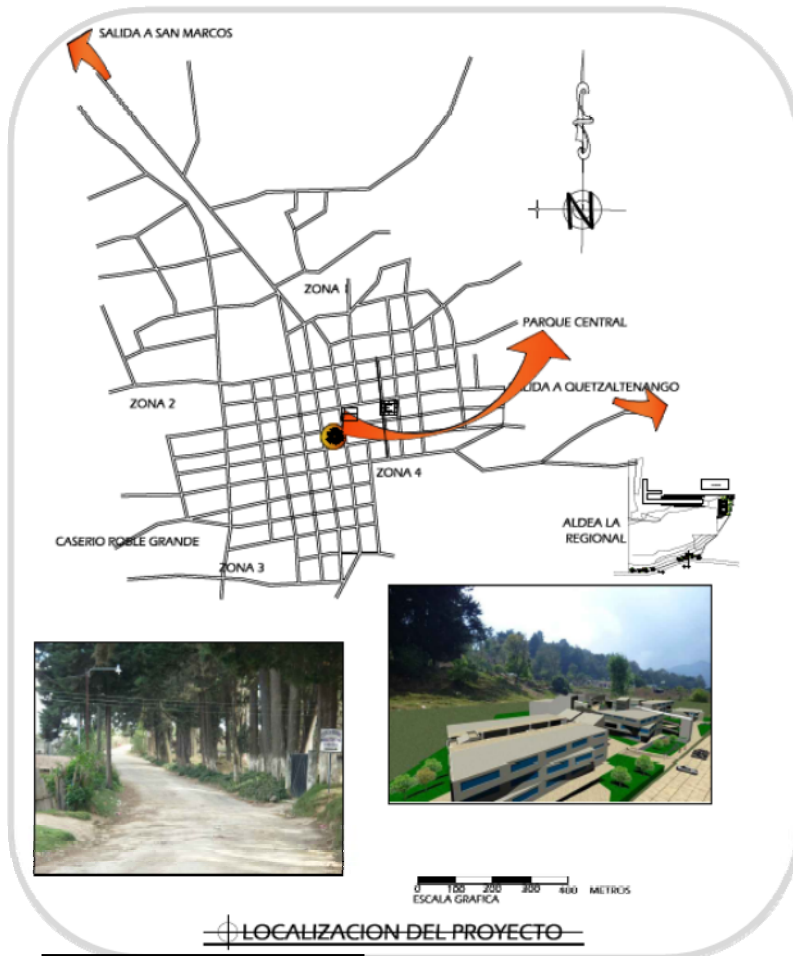 SALIDA A SAN MARCOS
N
ZONA 1
PARQUE CENTRAL
ZONA 2
A QUETZALTENANGO
ZONA 4
ALDEA LA
REGIONAL
CASERIO ROBLE GRANDE
ZONA 3
0 100 200 300 400 METROS
ESCALA GRAFICA
LOCALIZACION DEL PROYECTO